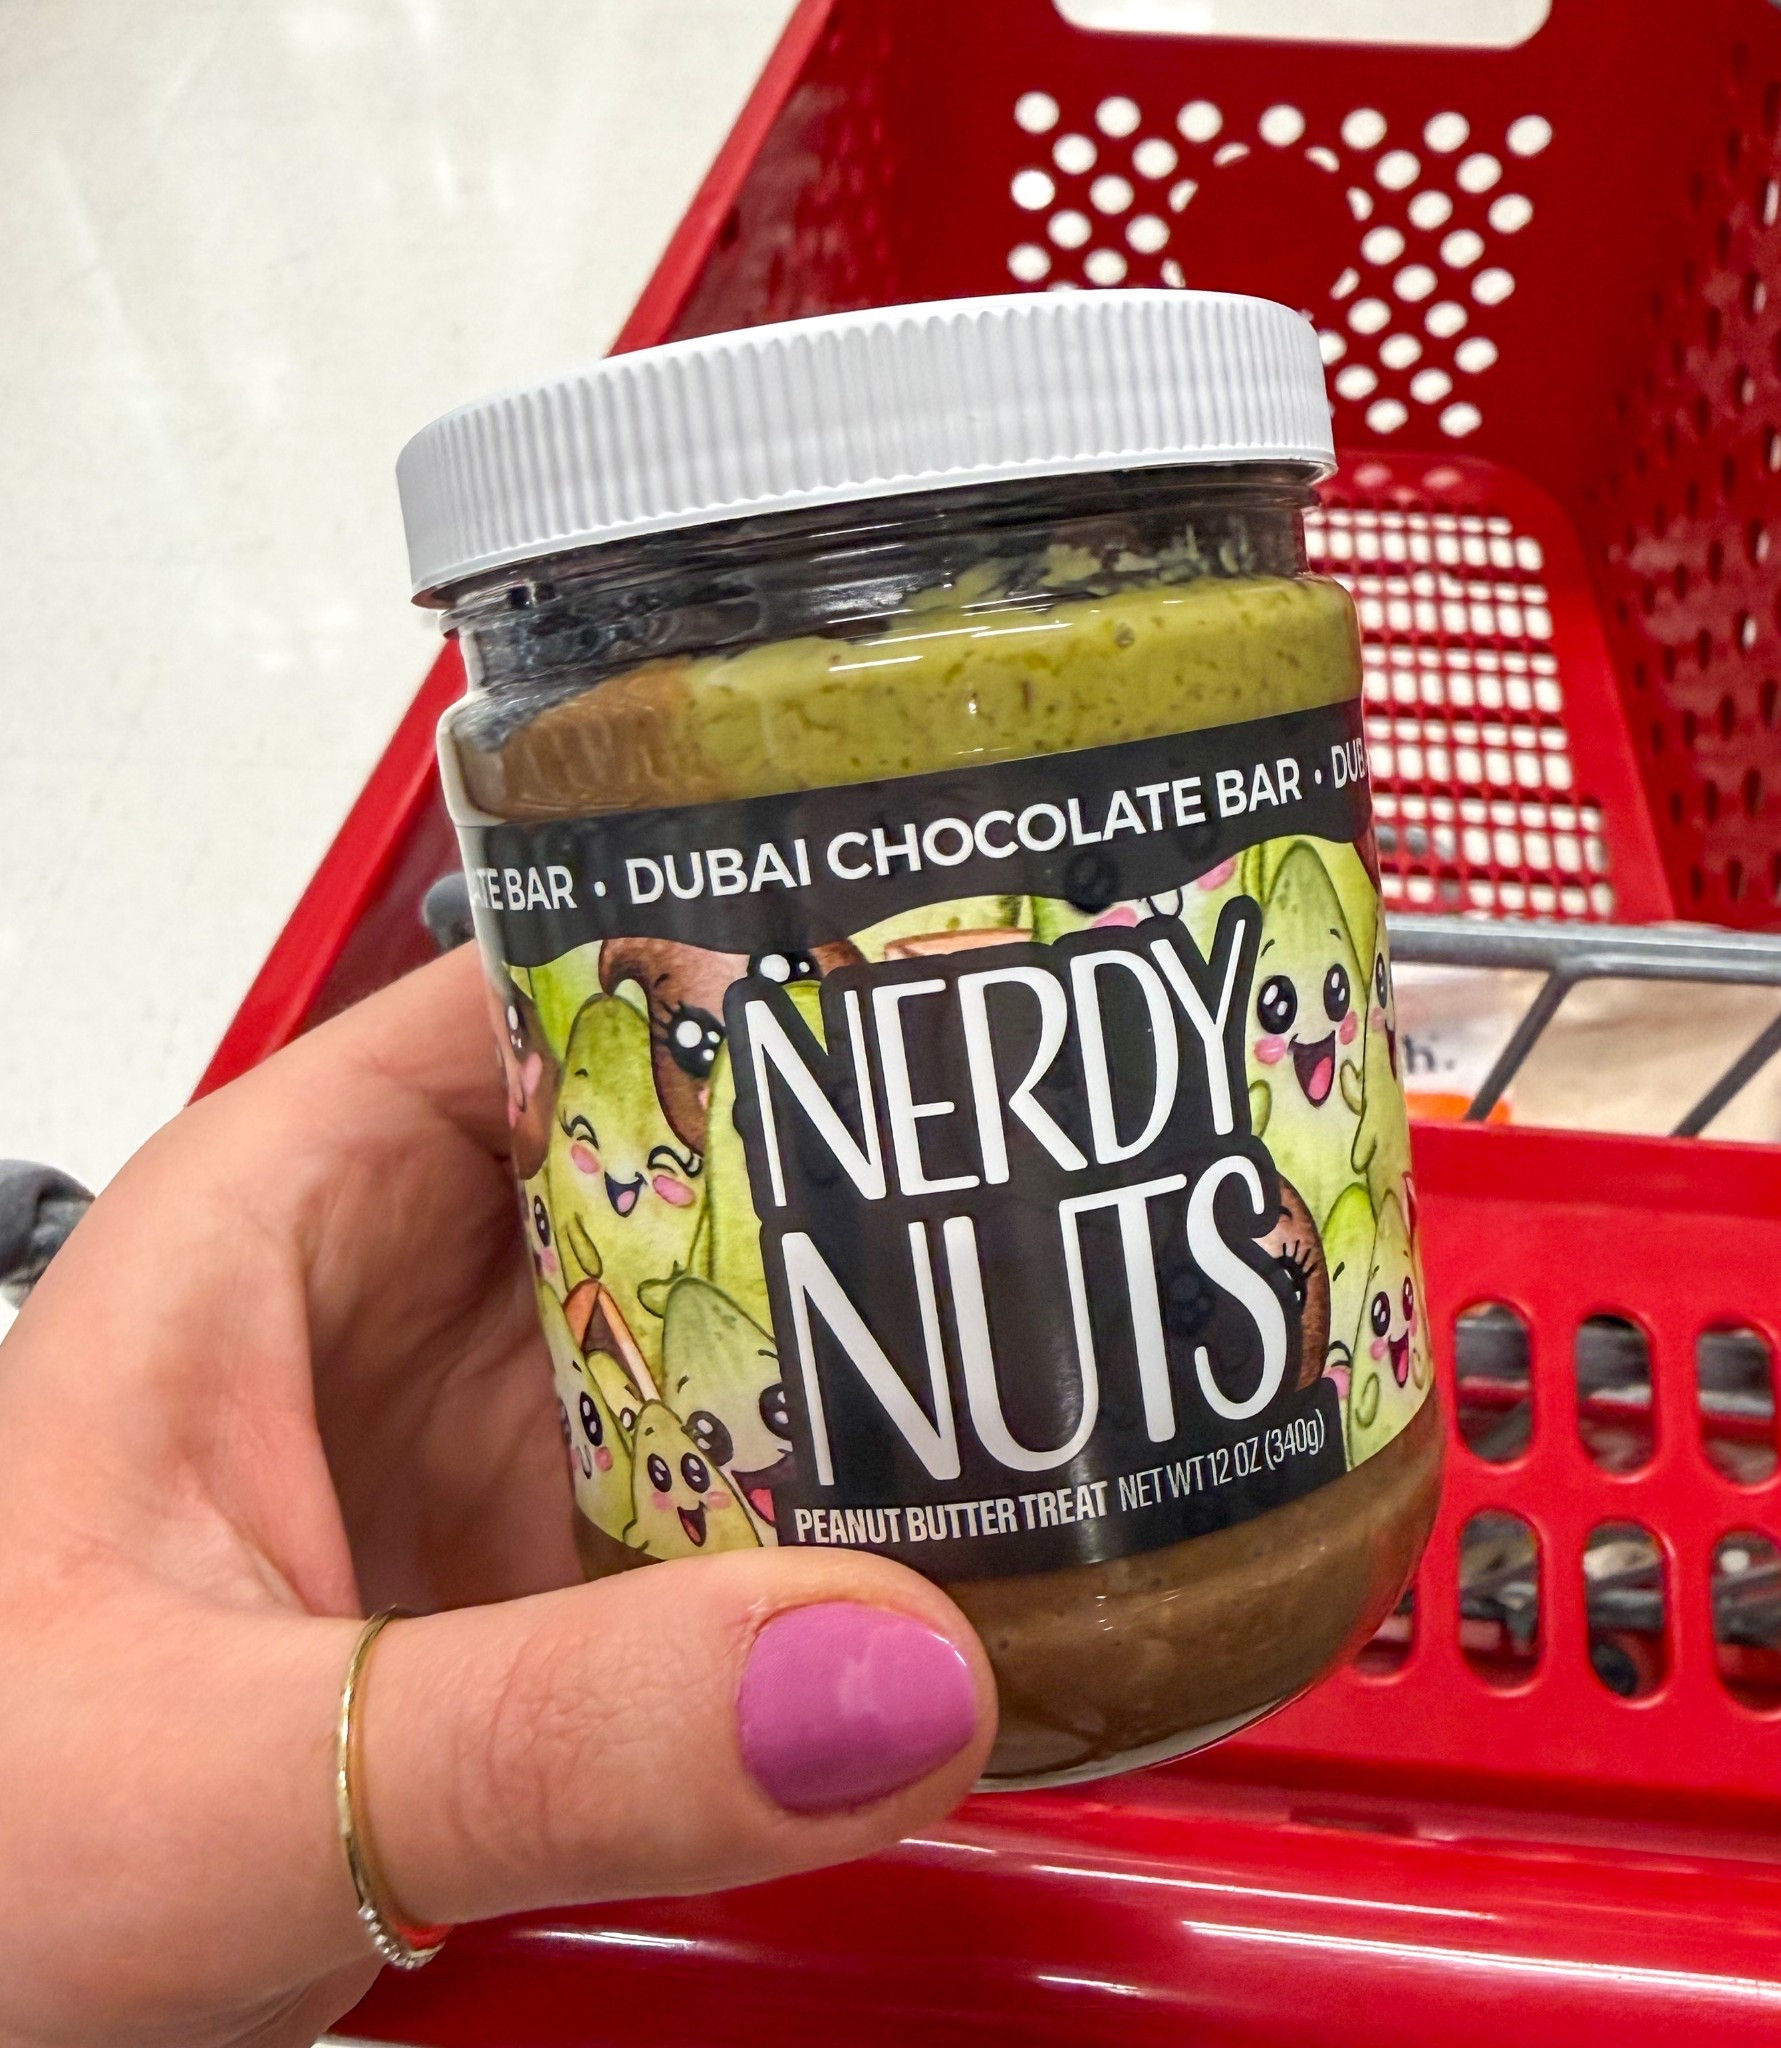 ATE BAR • DUBAI CHOCOLATE BAR • DUB
NERDY
NUTS
PEANUT BUTTER TREAT NET WT 12 OZ (340g)
h.